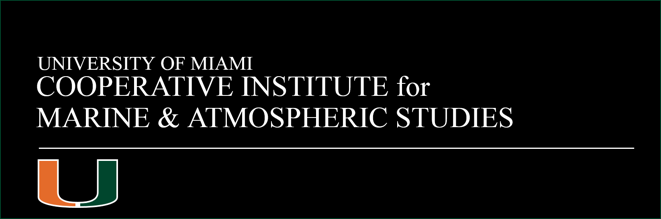 UNIVERSITY OF MIAMI
COOPERATIVE INSTITUTE for
MARINE & ATMOSPHERIC STUDIES
U